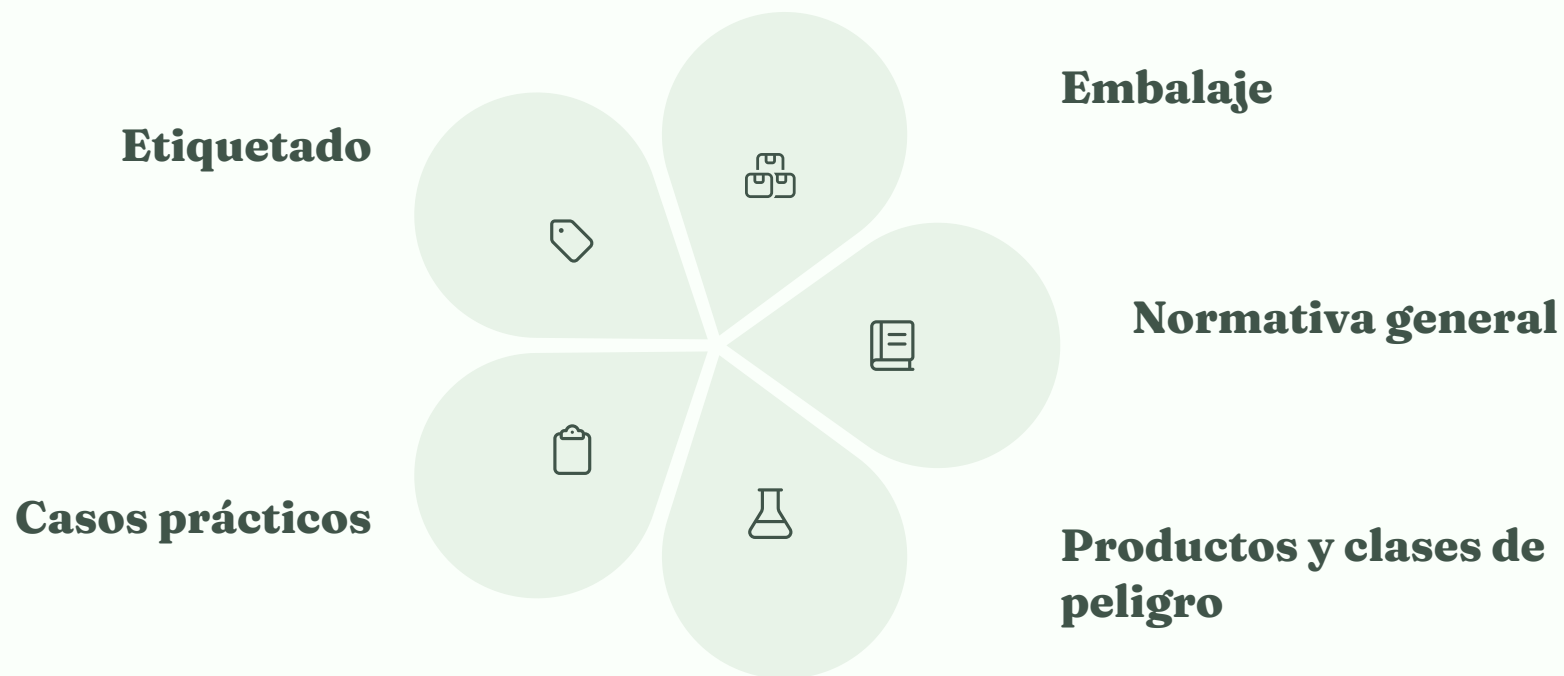 Embalaje
Etiquetado
Normativa general
Casos prácticos
Productos y clases de
peligro